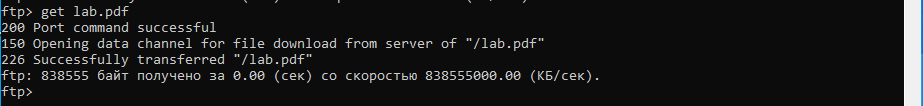 ftp> get lab.pdf
200 Port command successful
150 Opening data channel for file download from server of "/lab.pdf"
226 Successfully transferred "/lab.pdf"
ftp: 838555 байт получено за 0.00 (сек) со скоростью 838555000.00 (КБ/сек).
ftp>